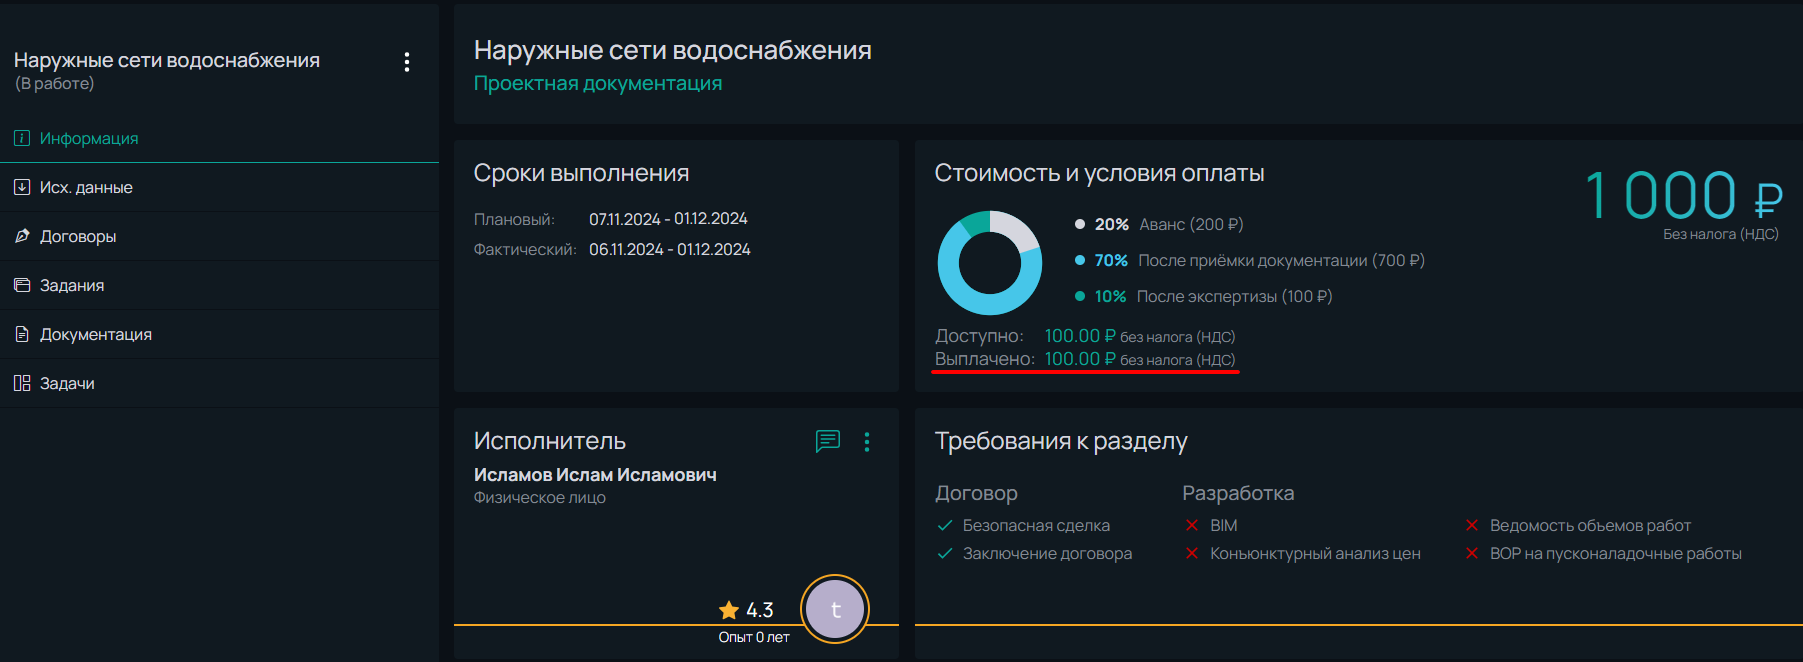 Наружные сети водоснабжения
(В работе)
Информация
Исх. данные
Договоры
Задания
Документация
Задачи
Наружные сети водоснабжения
Проектная документация
Сроки выполнения
Плановый: 07.11.2024 - 01.12.2024
Фактический: 06.11.2024 - 01.12.2024
Стоимость и условия оплаты
1 000 ₽
Без налога (НДС)
20% Аванс (200 ₽)
70% После приёмки документации (700 ₽)
10% После экспертизы (100 ₽)
Доступно: 100.00 ₽ без налога (НДС)
Выплачено: 100.00 ₽ без налога (НДС)
Исполнитель
Исламов Ислам Исламович
Физическое лицо
4.3
t
Опыт 0 лет
Требования к разделу
Договор
Безопасная сделка
Заключение договора
Разработка
BIM
Ведомость объемов работ
Конъюнктурный анализ цен
ВОР на пусконаладочные работы